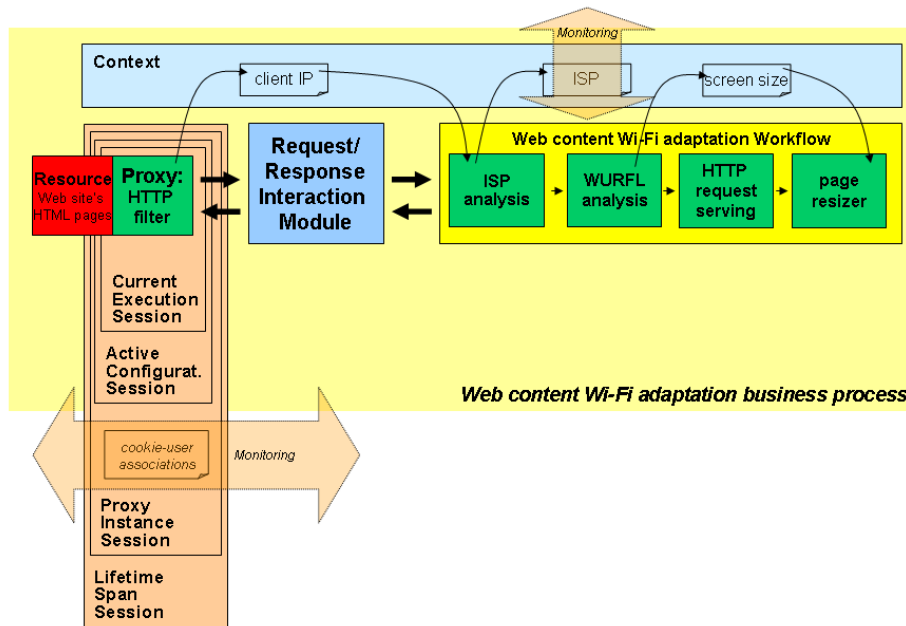 Monitoring
Context
client IP
ISP
screen size
Web content Wi-Fi adaptation Workflow
Resource
Web site's
HTML pages
Proxy:
HTTP
filter
Request/
Response
Interaction
Module
ISP
analysis
WURFL
analysis
HTTP
request
serving
page
resizer
Current
Execution
Session
Active
Configurat.
Session
Web content Wi-Fi adaptation business process
cookie-user
associations
Monitoring
Proxy
Instance
Session
Lifetime
Span
Session